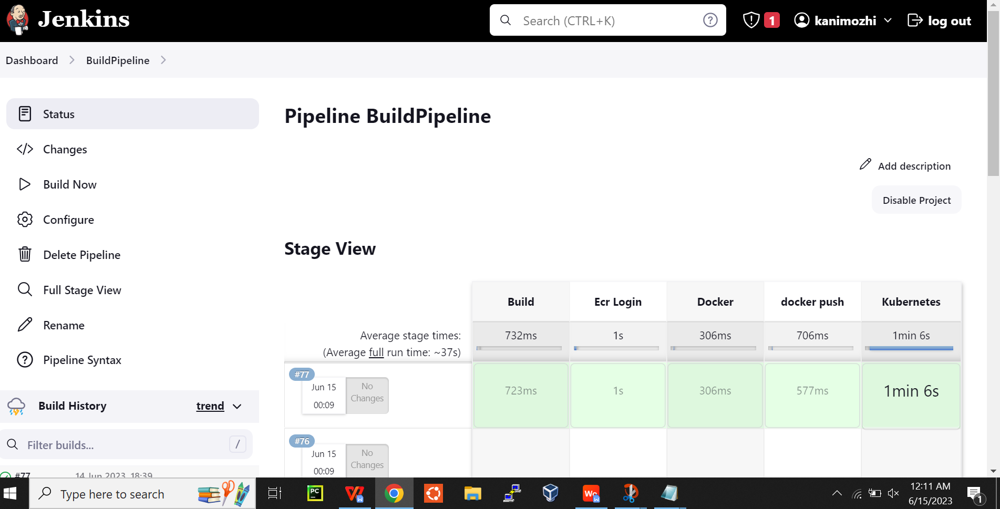 Jenkins
Search (CTRL+K)
1
kanimozhi
log out
Dashboard
BuildPipeline
Status
Changes
Build Now
Configure
Delete Pipeline
Full Stage View
Rename
Pipeline Syntax
Build History
trend
Filter builds...
/
#77
14 Jun 2023, 18:39
Pipeline BuildPipeline
Add description
Disable Project
Stage View
Build
Ecr Login
Docker
docker push
Kubernetes
Average stage times:
(Average full run time: ~37s)
732ms
1s
306ms
706ms
1min 6s
#77
Jun 15
00:09
No
Changes
723ms
1s
306ms
577ms
1min 6s
#76
Jun 15
00:09
No
Changes
Type here to search
PC
W
We
W
12:11 AM
6/15/2023
1